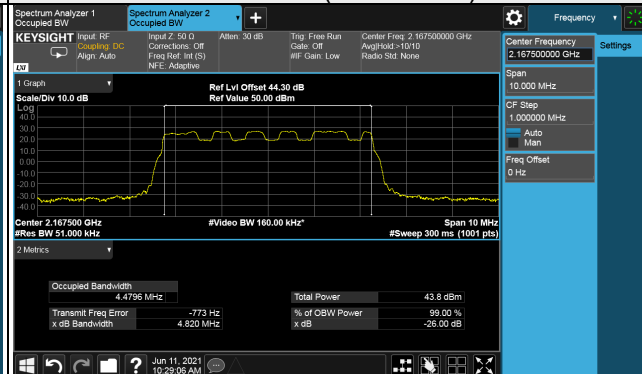 Spectrum Analyzer 1
Occupied BW
Spectrum Analyzer 2
Occupied BW
+
Frequency
KEYSIGHT
Input: RF
Coupling: DC
Align: Auto
Input Z: 50 Ω
Corrections: Off
Freq Ref: Int (S)
NFE: Adaptive
Atten: 30 dB
Trig: Free Run
Gate: Off
#IF Gain: Low
Center Freq: 2.167500000 GHz
Avg|Hold:>10/10
Radio Std: None
LXI
Center Frequency
2.167500000 GHz
Settings
Span
10.000 MHz
CF Step
1.000000 MHz
Auto
Man
Freq Offset
0 Hz
1 Graph
Scale/Div 10.0 dB
Ref Lvl Offset 44.30 dB
Ref Value 50.00 dBm
Log
40.0
30.0
20.0
10.0
0.00
-10.0
-20.0
-30.0
-40.0
Center 2.167500 GHz
#Video BW 160.00 kHz*
Span 10 MHz
#Res BW 51.000 kHz
#Sweep 300 ms (1001 pts)
2 Metrics
Occupied Bandwidth
4.4796 MHz
Total Power
43.8 dBm
Transmit Freq Error
-773 Hz
% of OBW Power
99.00 %
x dB Bandwidth
4.820 MHz
x dB
-26.00 dB
?
Jun 11, 2021
10:29:06 AM